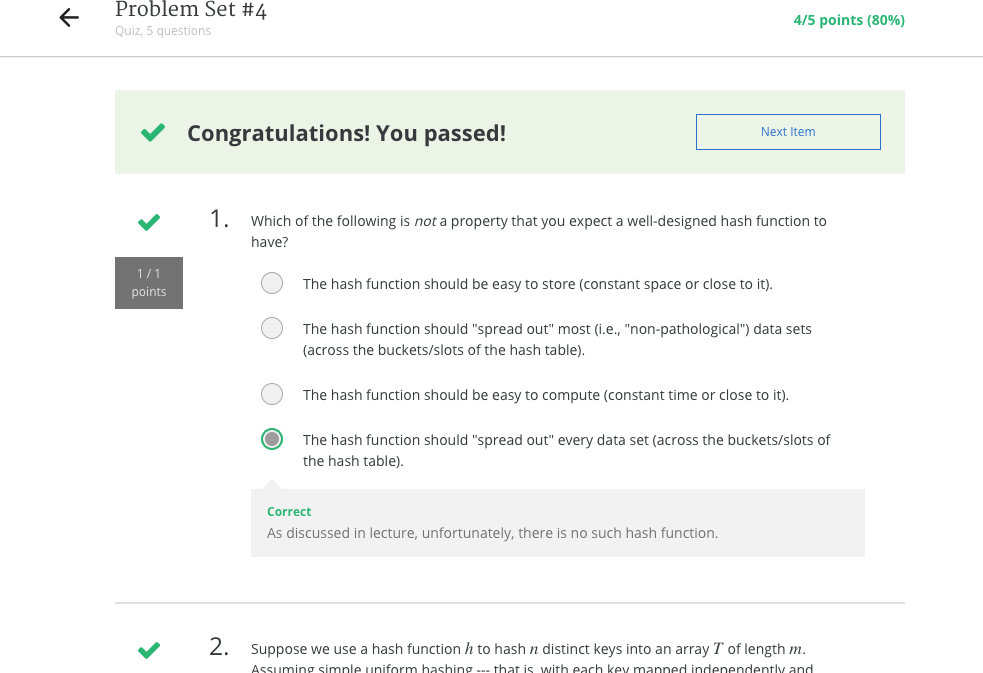 Problem Set #4
Quiz, 5 questions
4/5 points (80%)
Congratulations! You passed!
Next Item
1.
Which of the following is not a property that you expect a well-designed hash function to
have?
1 / 1
points
The hash function should be easy to store (constant space or close to it).
The hash function should "spread out" most (i.e., "non-pathological") data sets
(across the buckets/slots of the hash table).
The hash function should be easy to compute (constant time or close to it).
The hash function should "spread out" every data set (across the buckets/slots of
the hash table).
Correct
As discussed in lecture, unfortunately, there is no such hash function.
2.
Suppose we use a hash function h to hash n distinct keys into an array T of length m.
Assuming simple uniform hashing --- that is, with each key mapped independently and